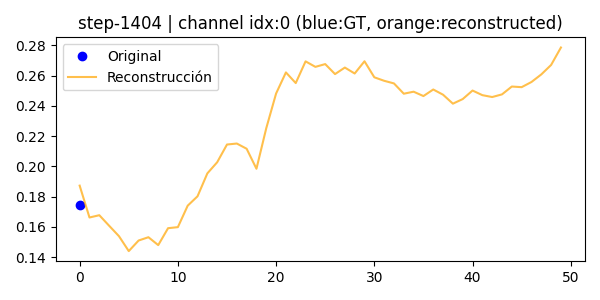 step-1404 | channel idx:0 (blue:GT, orange:reconstructed)
Original
Reconstrucción
0.28
0.26
0.24
0.22
0.20
0.18
0.16
0.14
0 10 20 30 40 50